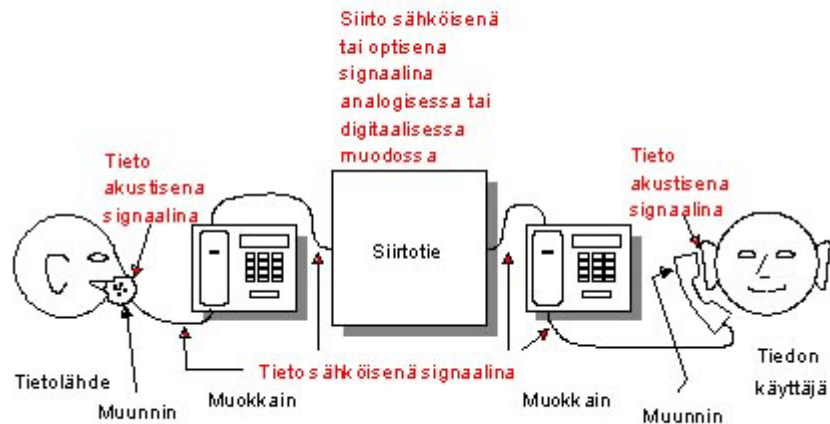 Siirto sähköisenä
tai optisena
signaalina
analogisessa tai
digitaalisessa
muodossa
Tieto
akustisena
signaalina
Tieto
akustisena
signaalina
Siirtotie
Tieto sähköisenä signaalina
Tietolähde
Muunnin
Muokkain
Muokkain
Muunnin
Tiedon
käyttäjä